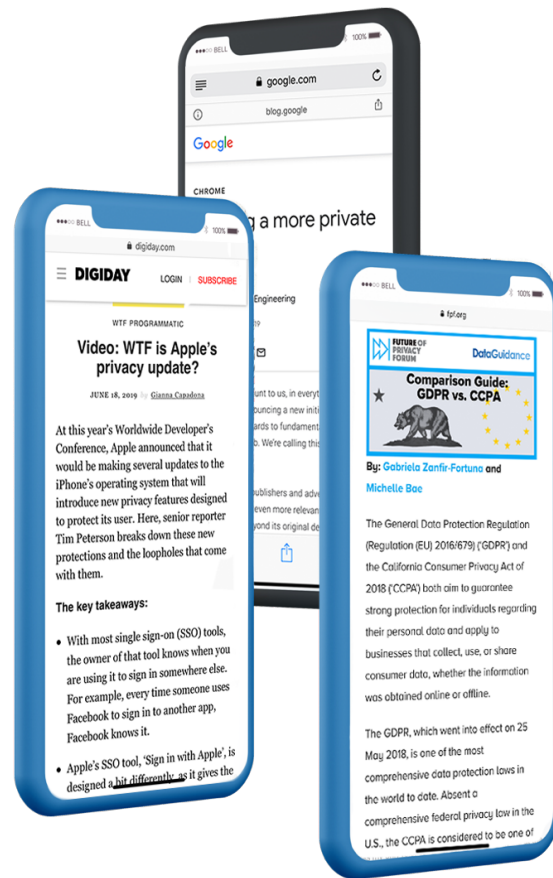 BELL
100%
google.com
blog.google
Google
CHROME
g a more private
Engineering
19
unt to us, in everyt
ouncing a new initi
ards to fundament
b. We're calling this
ublishers and adve
even more relevan
yond its original de
BELL
100%
digiday.com
DIGIDAY
LOGIN | SUBSCRIBE
WTF PROGRAMMATIC
Video: WTF is Apple's
privacy update?
JUNE 18, 2019 by Gianna Capadona
At this year's Worldwide Developer's
Conference, Apple announced that it
would be making several updates to the
iPhone's operating system that will
introduce new privacy features designed
to protect its user. Here, senior reporter
Tim Peterson breaks down these new
protections and the loopholes that come
with them.
The key takeaways:
• With most single sign-on (SSO) tools,
the owner of that tool knows when you
are using it to sign in somewhere else.
For example, every time someone uses
Facebook to sign in to another app,
Facebook knows it.
• Apple's SSO tool, 'Sign in with Apple', is
designed a bit differently, as it gives the
BELL
100%
fpf.org
FUTURE OF
PRIVACY
FORUM
DataGuidance
Comparison Guide:
GDPR vs. CCPA
By: Gabriela Zanfir-Fortuna and
Michelle Bae
The General Data Protection Regulation
(Regulation (EU) 2016/679) ('GDPR') and
the California Consumer Privacy Act of
2018 ('CCPA') both aim to guarantee
strong protection for individuals regarding
their personal data and apply to
businesses that collect, use, or share
consumer data, whether the information
was obtained online or offline.
The GDPR, which went into effect on 25
May 2018, is one of the most
comprehensive data protection laws in
the world to date. Absent a
comprehensive federal privacy law in the
U.S., the CCPA is considered to be one of